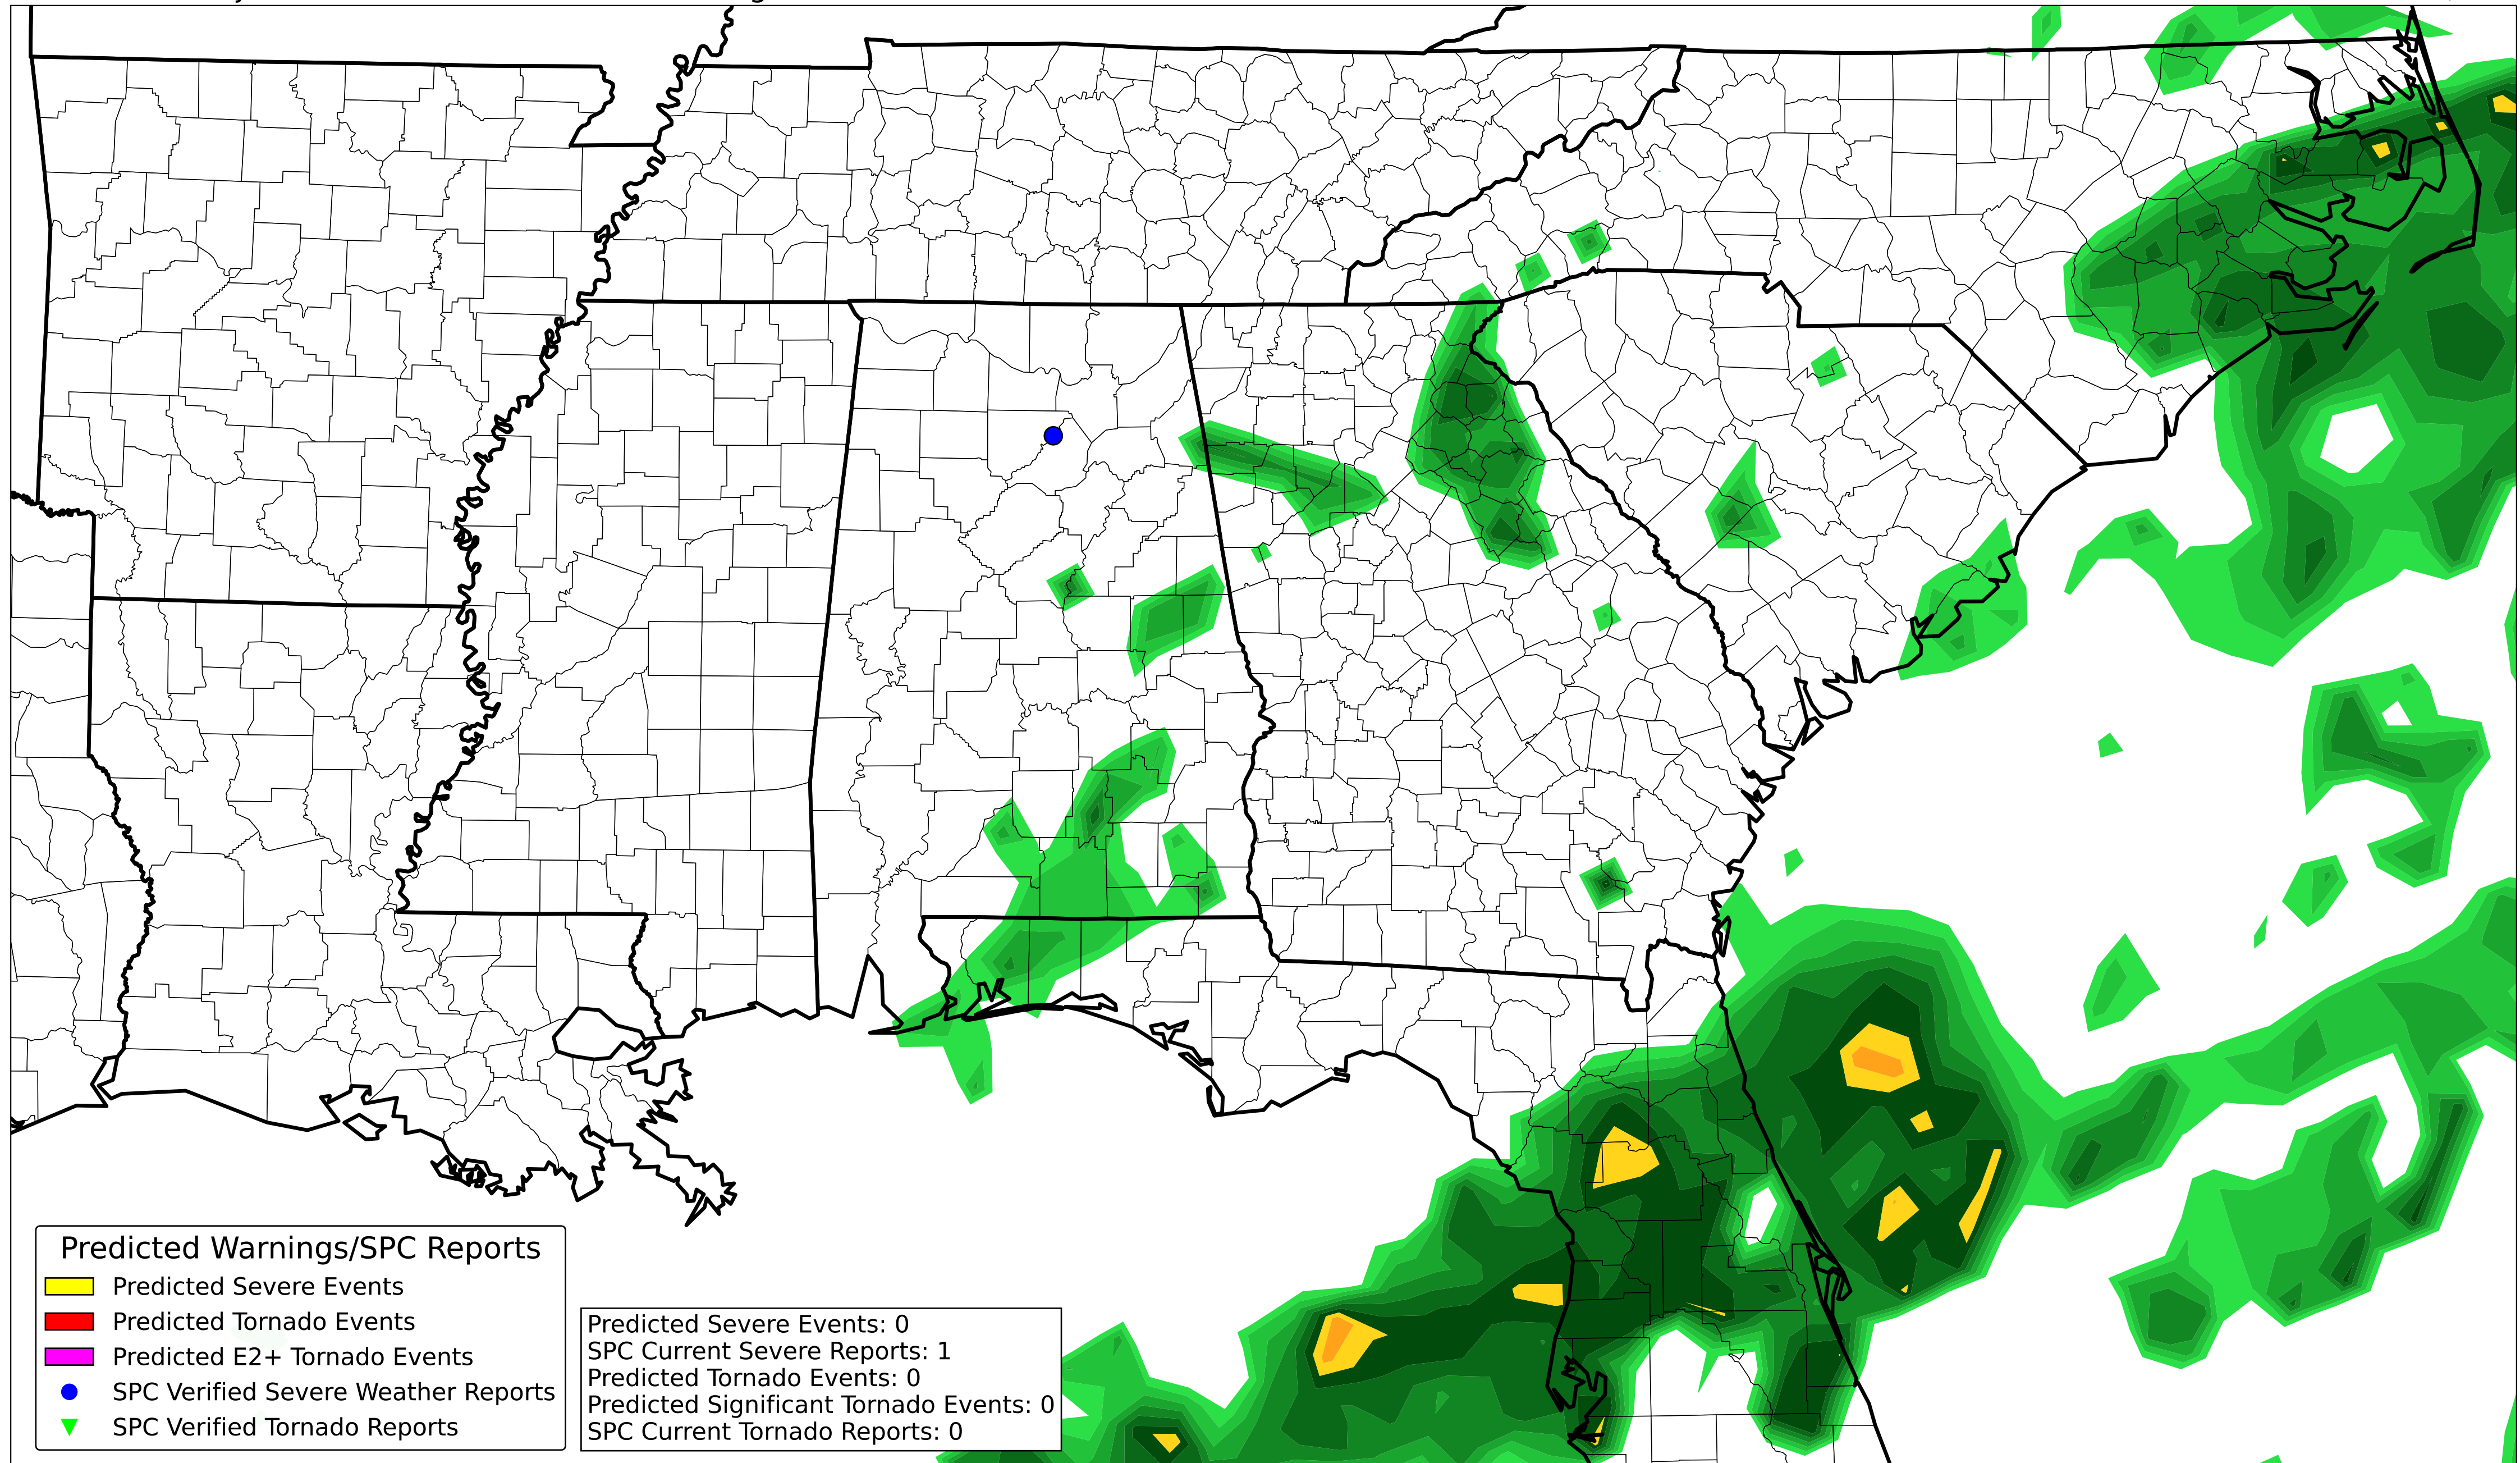 Predicted Warnings/SPC Reports
Predicted Severe Events
Predicted Tornado Events
Predicted E2+ Tornado Events
SPC Verified Severe Weather Reports
SPC Verified Tornado Reports
Predicted Severe Events: 0
SPC Current Severe Reports: 1
Predicted Tornado Events: 0
Predicted Significant Tornado Events: 0
SPC Current Tornado Reports: 0